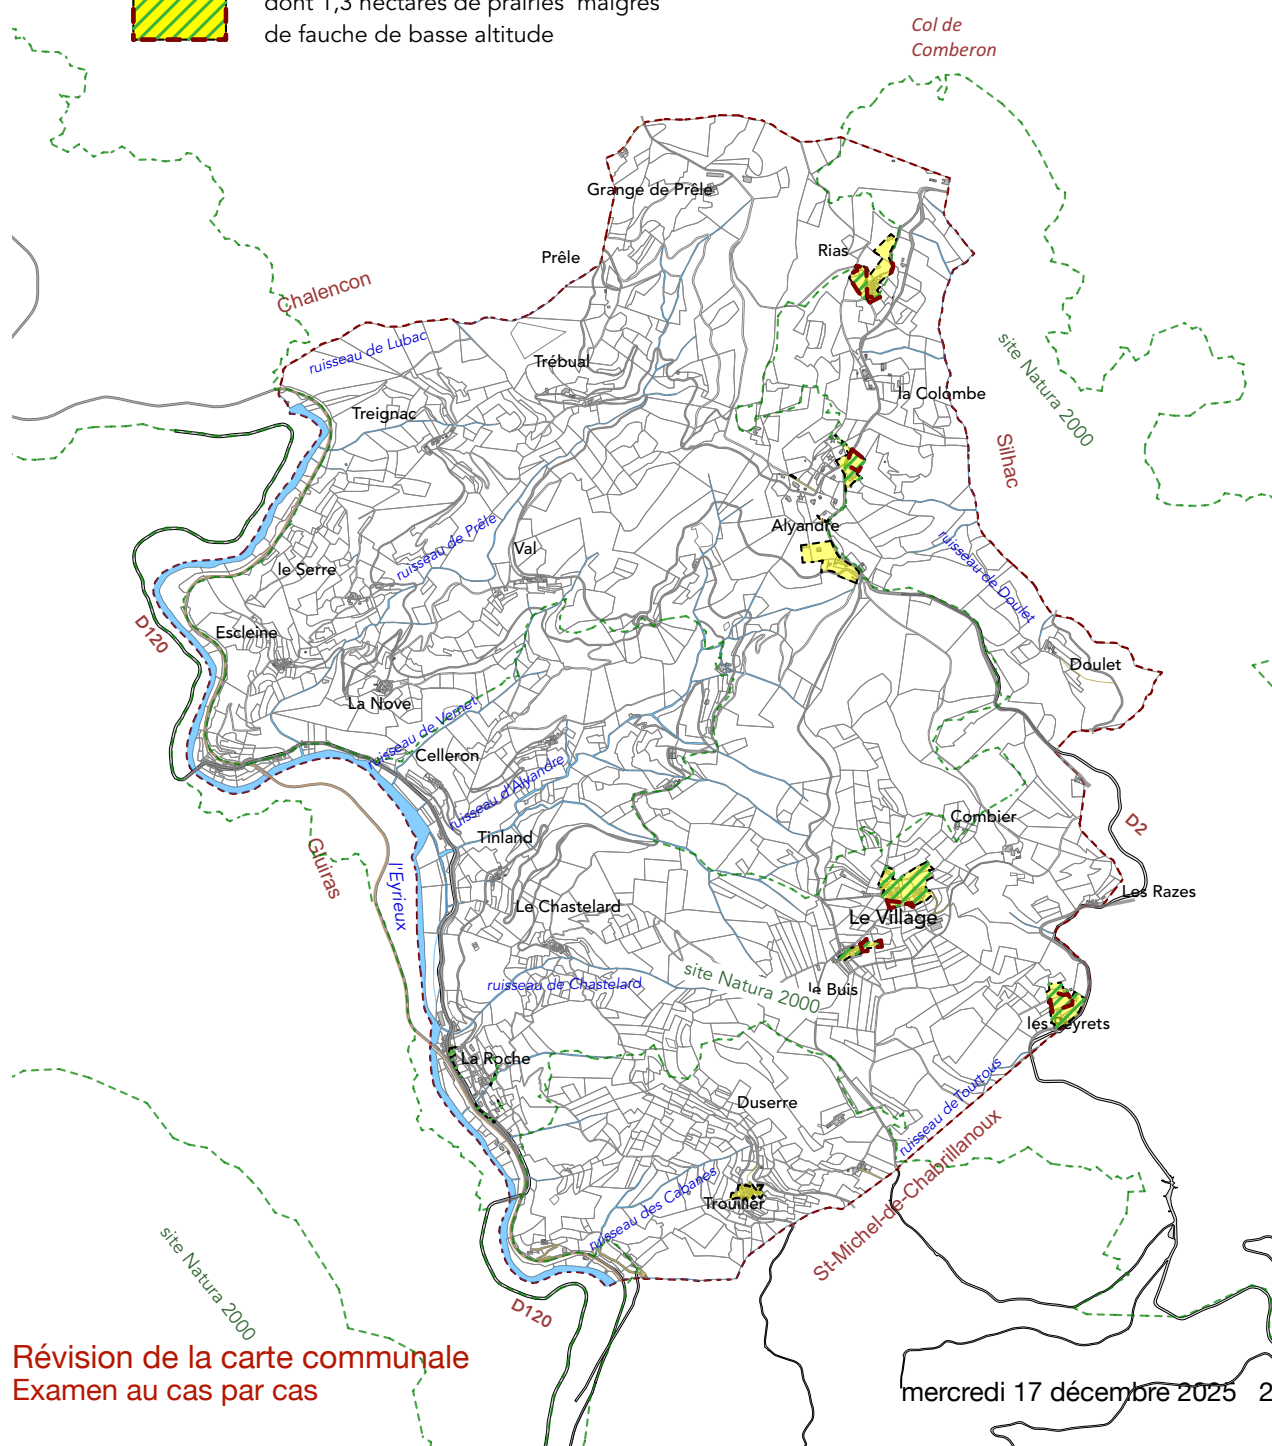 dont 1,3 hectares de prairies maigres
de fauche de basse altitude
Col de
Comberon
Grange de Prêle
Rias
Prêle
Chalencon
ruisseau de Lubac
Trébual
site Natura 2000
la Colombe
Treignac
Silhac
Alyandre
ruisseau de Prêle
Val
ruisseau de Doulet
le Serre
D120
Escleine
Doulet
La Nove
ruisseau de Vernet
Celleron
ruisseau d'Alyandre
Combier
D2
Tinland
Gluiras
l'Eyrieux
Les Razes
Le Chastelard
Le Village
site Natura 2000
ruisseau de Chastelard
le Buis
les
La Roche
ruisseau de Tourtous
Duserre
St-Michel-de-Chabrillanoux
ruisseau des Cabanes
Trouiller
site Natura 2000
D120
Révision de la carte communale
Examen au cas par cas
mercredi 17 décembre 2025 2